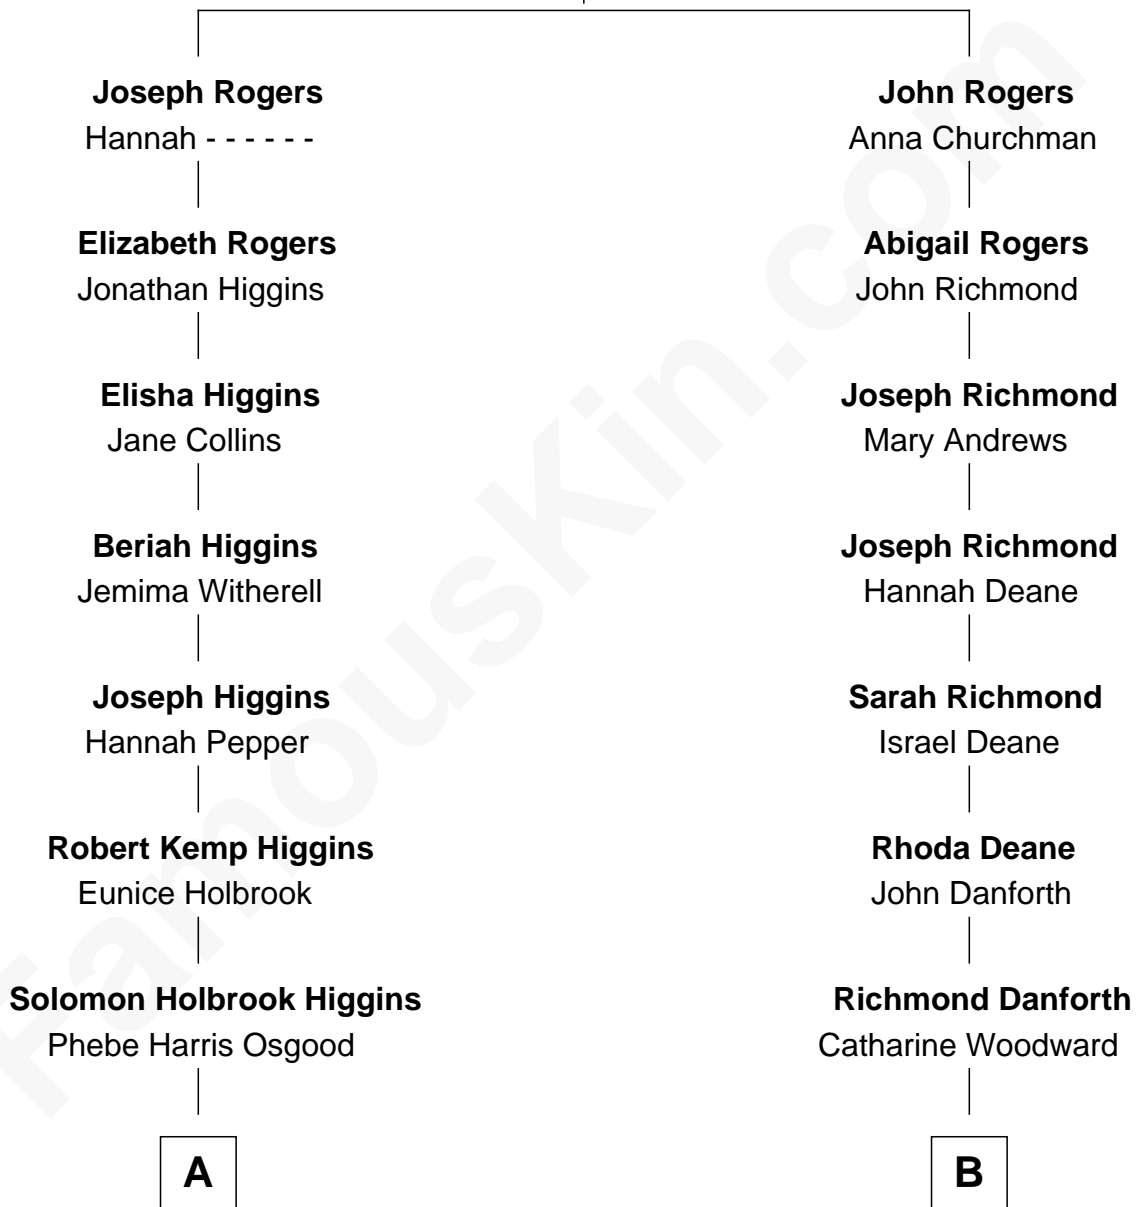 Joseph Rogers
Hannah - - - - - -
Elizabeth Rogers
Jonathan Higgins
Elisha Higgins
Jane Collins
Beriah Higgins
Jemima Witherell
Joseph Higgins
Hannah Pepper
Robert Kemp Higgins
Eunice Holbrook
Solomon Holbrook Higgins
Phebe Harris Osgood
A
John Rogers
Anna Churchman
Abigail Rogers
John Richmond
Joseph Richmond
Mary Andrews
Joseph Richmond
Hannah Deane
Sarah Richmond
Israel Deane
Rhoda Deane
John Danforth
Richmond Danforth
Catharine Woodward
B
FamousKin.com